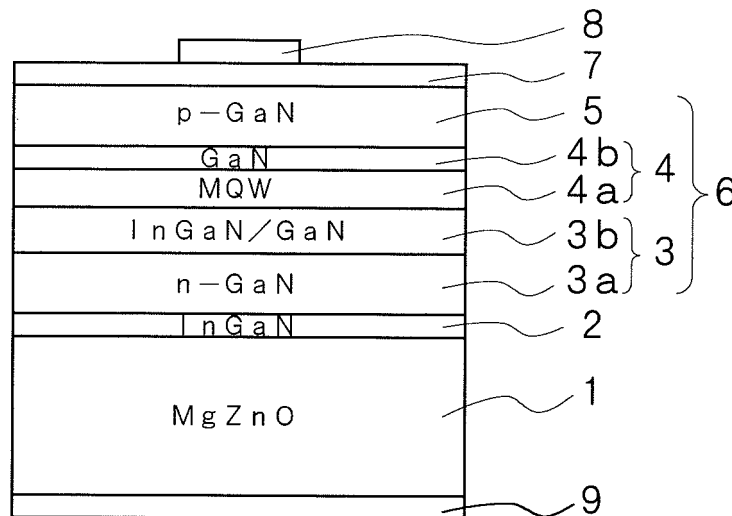 8
7
p-GaN 5
GaN 4b
MQW 4a
4
InGaN/GaN 3b
3
n-GaN 3a
6
InGaN 2
MgZnO 1
9